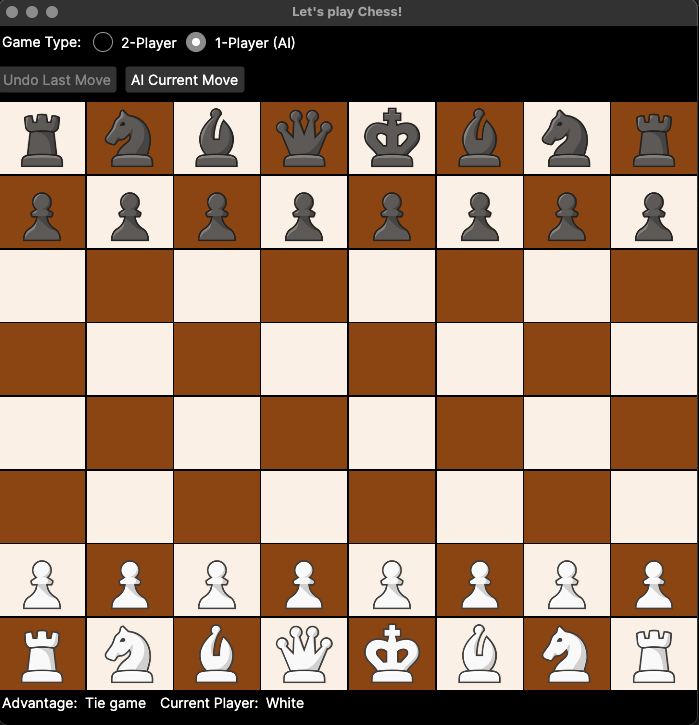 Let's play Chess!
Game Type: 2-Player 1-Player (AI)
Undo Last Move AI Current Move
Advantage: Tie game Current Player: White